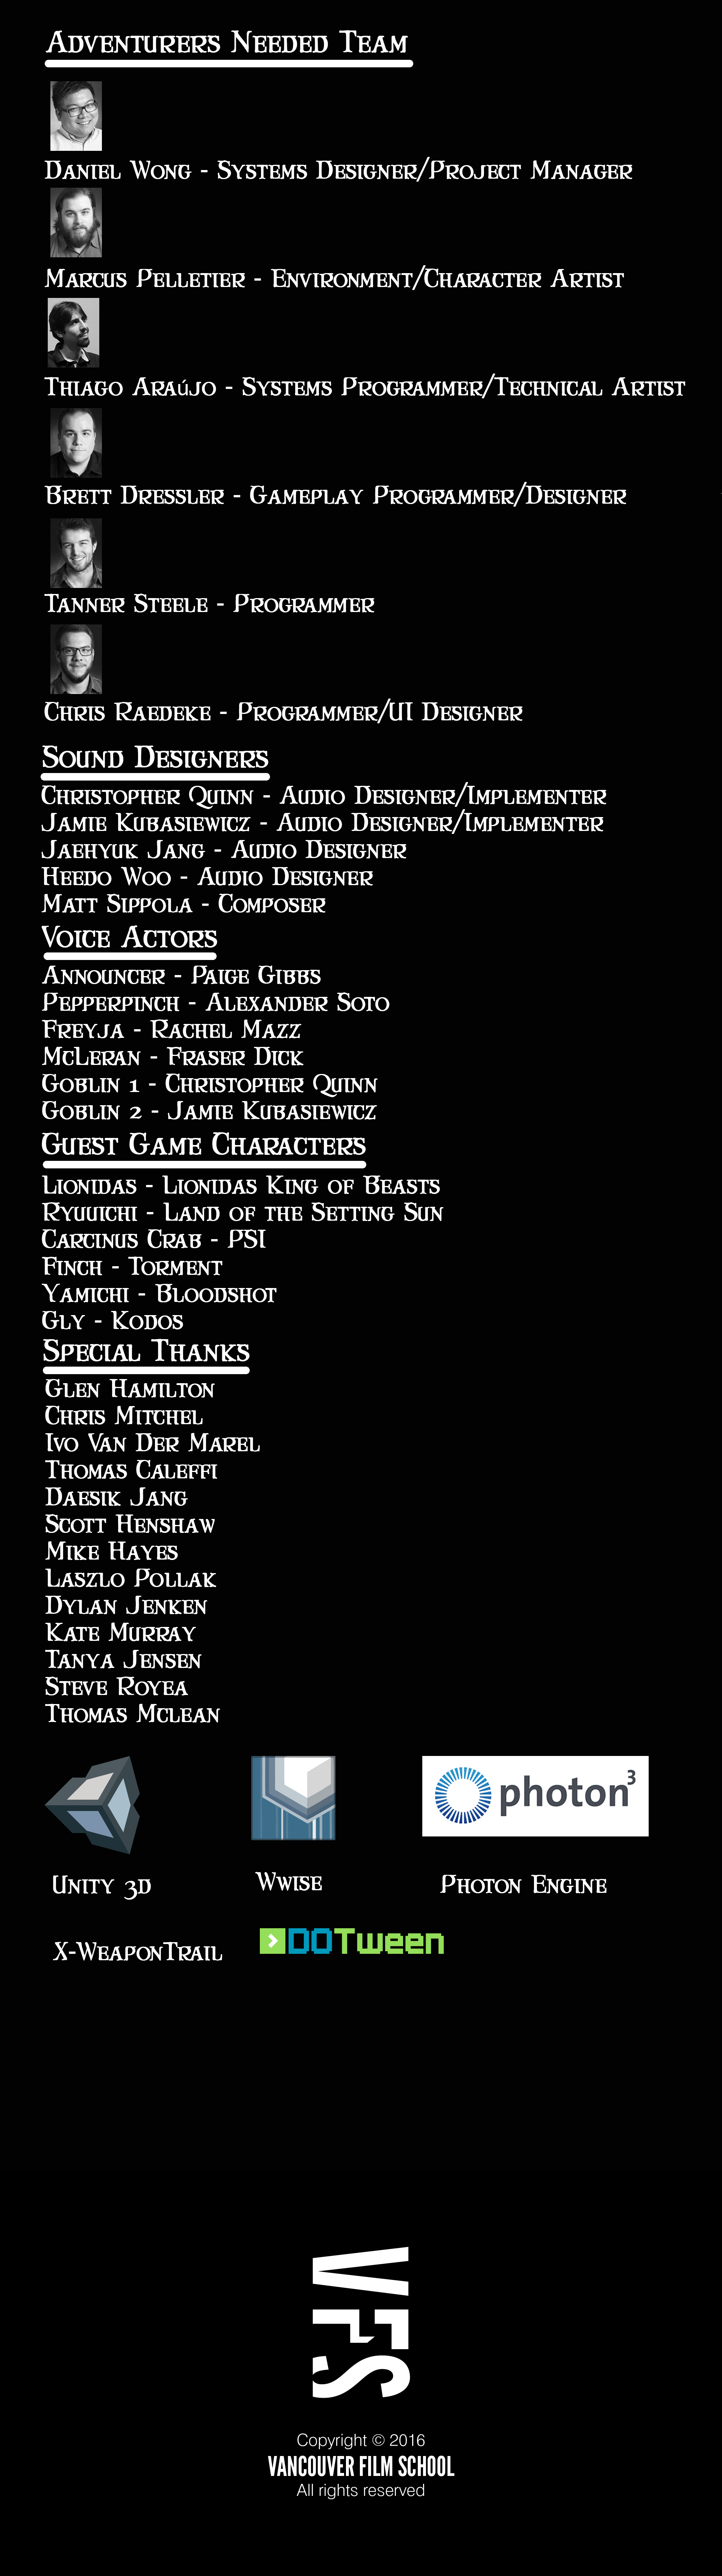 Adventurers Needed Team
Daniel Wong - Systems Designer/Project Manager
Marcus Pelletier - Environment/Character Artist
Thiago Araújo - Systems Programmer/Technical Artist
Brett Dressler - Gameplay Programmer/Designer
Tanner Steele - Programmer
Chris Raedeke - Programmer/UI Designer
Sound Designers
Christopher Quinn - Audio Designer/Implementer
Jamie Kubasiewicz - Audio Designer/Implementer
Jaehyuk Jang - Audio Designer
Heedo Woo - Audio Designer
Matt Sippola - Composer
Voice Actors
Announcer - Paige Gibbs
Pepperpinch - Alexander Soto
Freyja - Rachel Mazz
McLeran - Fraser Dick
Goblin 1 - Christopher Quinn
Goblin 2 - Jamie Kubasiewicz
Guest Game Characters
Lionidas - Lionidas King of Beasts
Ryuuichi - Land of the Setting Sun
Carcinus Crab - PSI
Finch - Torment
Yamichi - Bloodshot
Gly - Kodos
Special Thanks
Glen Hamilton
Chris Mitchel
Ivo Van Der Marel
Thomas Caleffi
Daesik Jang
Scott Henshaw
Mike Hayes
Laszlo Pollak
Dylan Jenken
Kate Murray
Tanya Jensen
Steve Royea
Thomas Mclean
photon3
Unity 3D
Wwise
Photon Engine
X-WeaponTrail
DOTween
VFS
Copyright © 2016
VANCOUVER FILM SCHOOL
All rights reserved